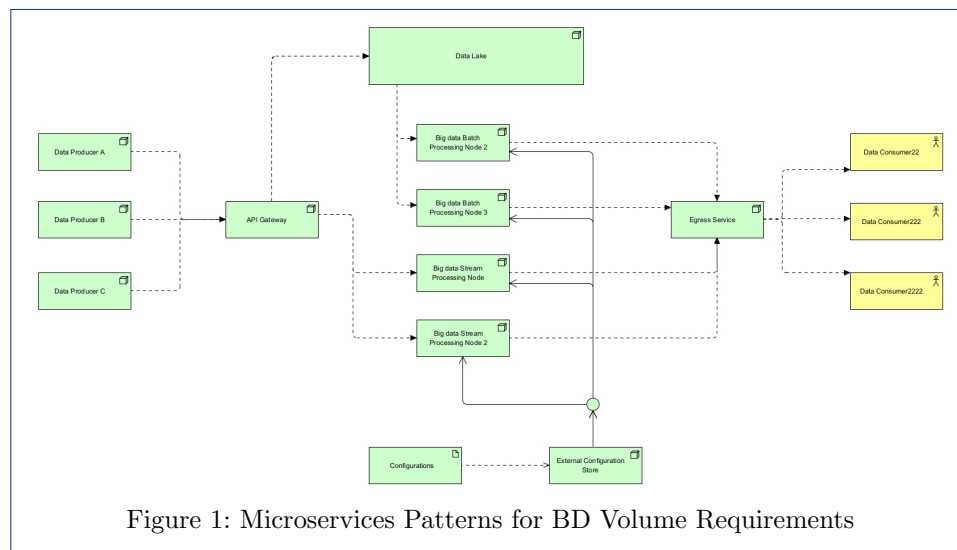 Data Lake
Big data Batch
Processing Node 2
Data Producer A
Data Consumer22
Big data Batch
Processing Node 3
Data Producer B
API Gateway
Egress Service
Data Consumer222
Big data Stream
Processing Node
Data Producer C
Data Consumer2222
Big data Stream
Processing Node 2
Configurations
External Configuration
Store
Figure 1: Microservices Patterns for BD Volume Requirements